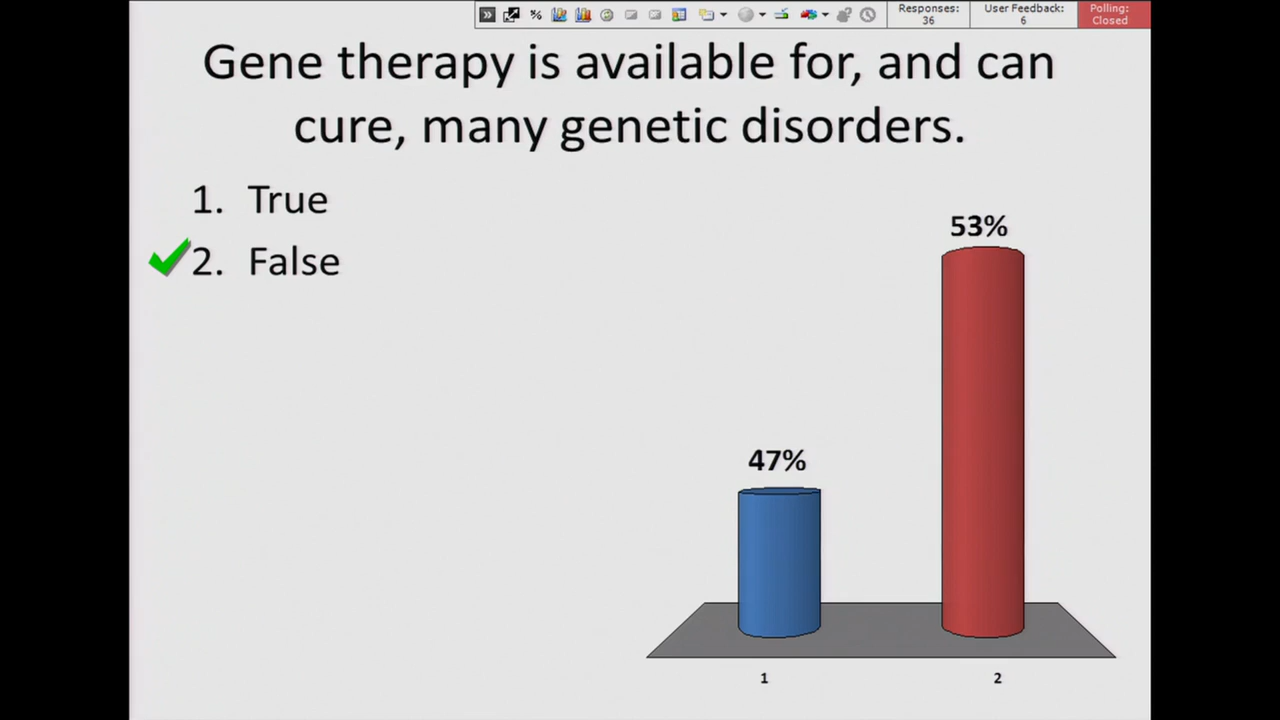 Responses: 36
User Feedback: 6
Polling: Closed
Gene therapy is available for, and can
cure, many genetic disorders.
1. True
2. False
53%
47%
1
2